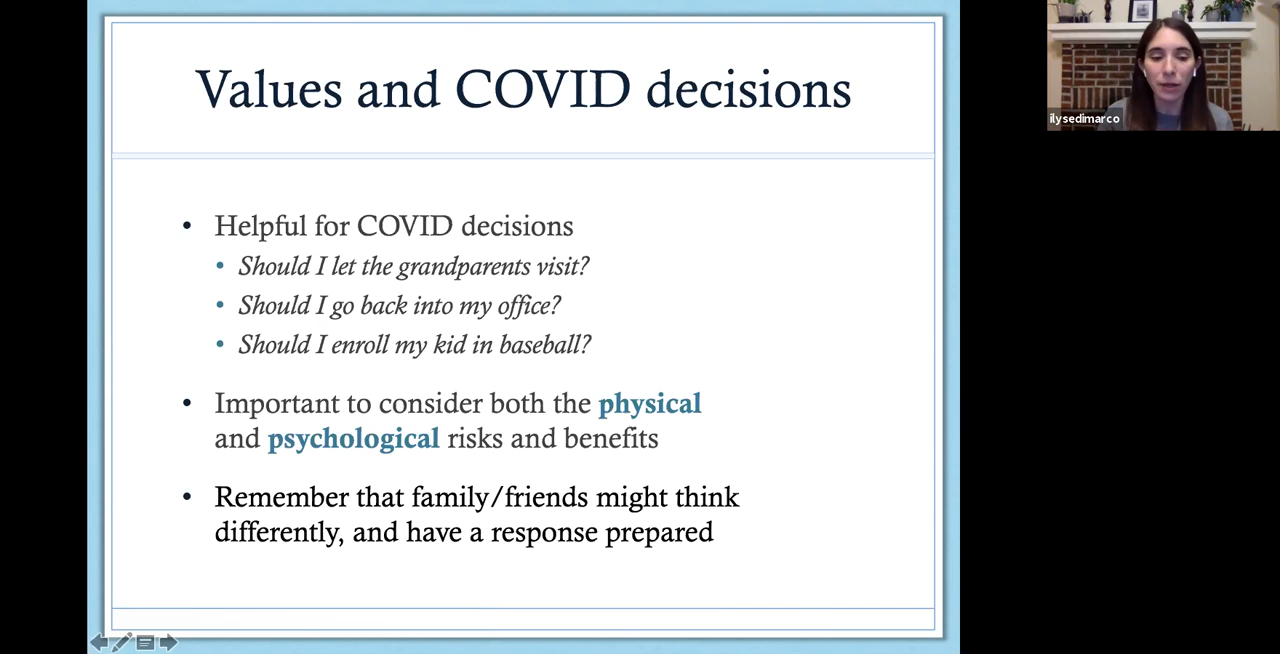 Values and COVID decisions
ilysedimarco
• Helpful for COVID decisions
• Should I let the grandparents visit?
• Should I go back into my office?
• Should I enroll my kid in baseball?
• Important to consider both the physical
and psychological risks and benefits
• Remember that family/friends might think
differently, and have a response prepared